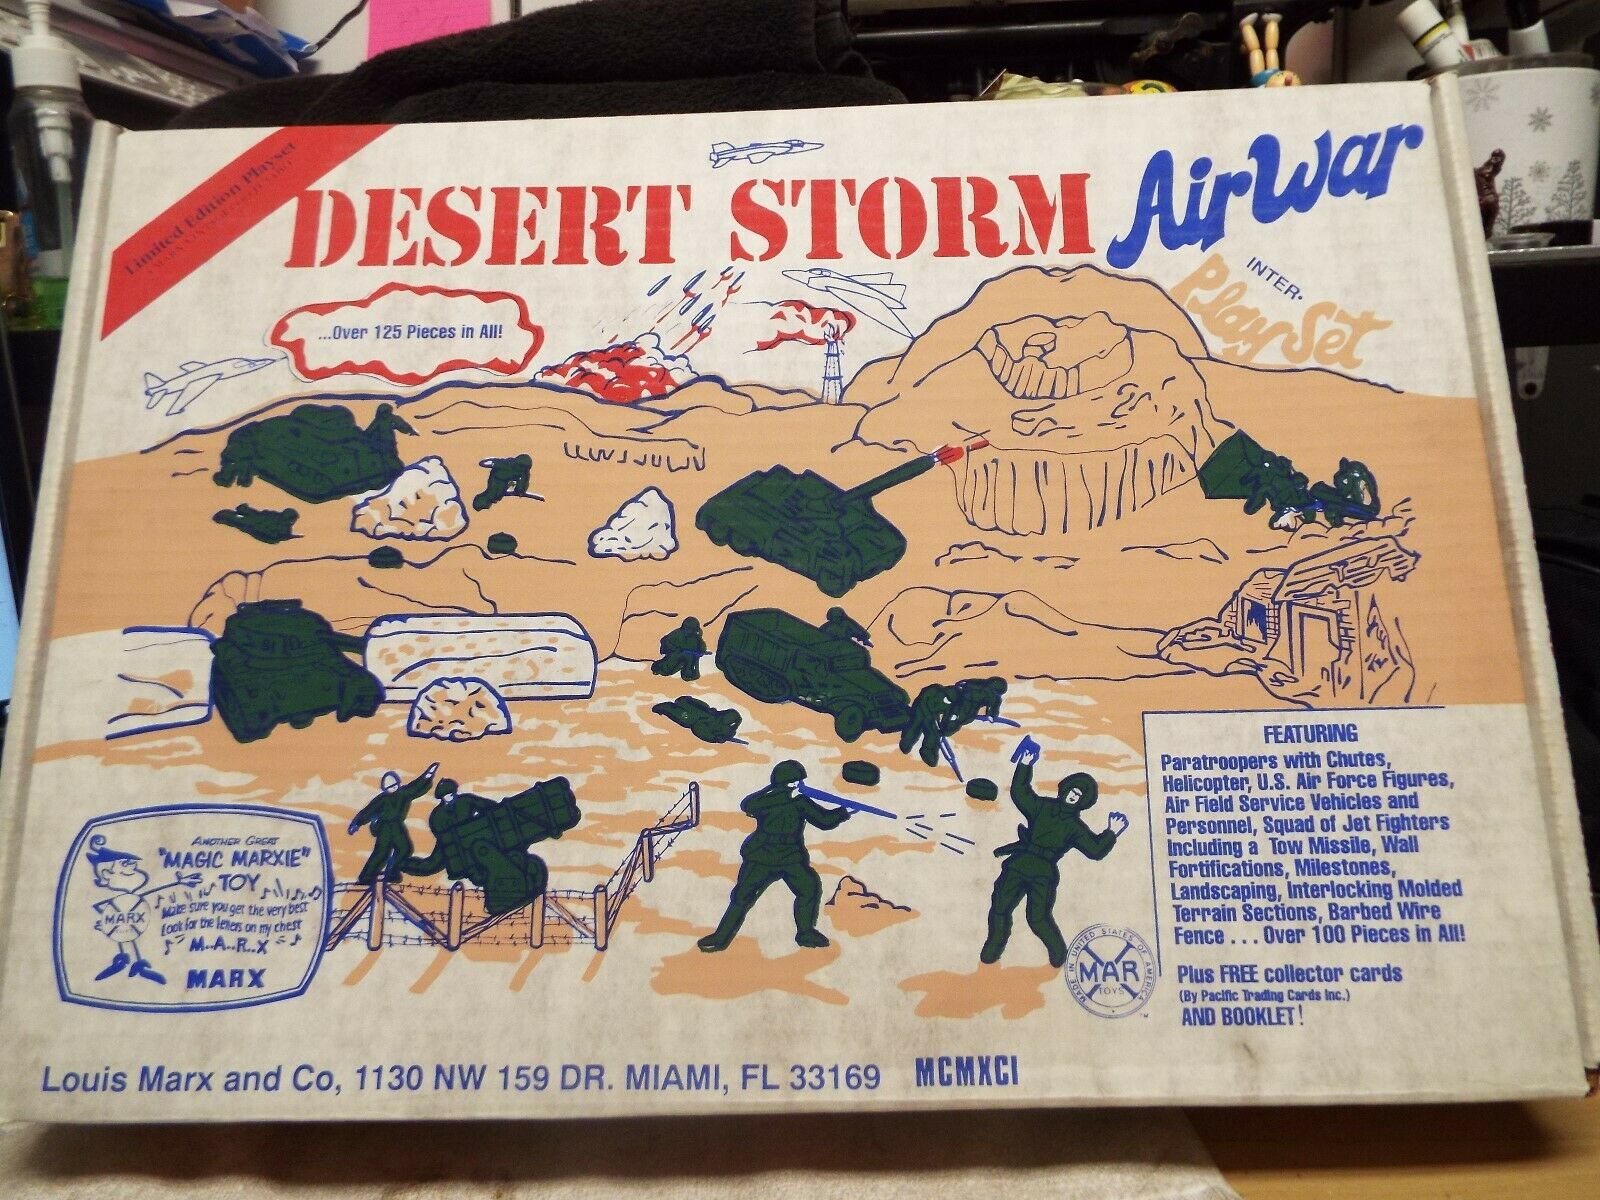 Limited Edition Playset
DESERT STORM
AirWar
INTER-
PlaySet
...Over 125 Pieces in All!
FEATURING
Paratroopers with Chutes,
Helicopter, U.S. Air Force Figures,
Air Field Service Vehicles and
Personnel, Squad of Jet Fighters
Including a Tow Missile, Wall
Fortifications, Milestones,
Landscaping, Interlocking Molded
Terrain Sections, Barbed Wire
Fence . . . Over 100 Pieces in All!
Plus FREE collector cards
(By Pacific Trading Cards Inc.)
AND BOOKLET!
ANOTHER GREAT
"MAGIC MARXIE"
TOY
Make sure you get the very best
Look for the letters on my chest
M..A..R..X
MARX
MARX
MADE IN UNITED STATES OF AMERICA
MAR
TOYS
TM
Louis Marx and Co, 1130 NW 159 DR. MIAMI, FL 33169 MCMXCI